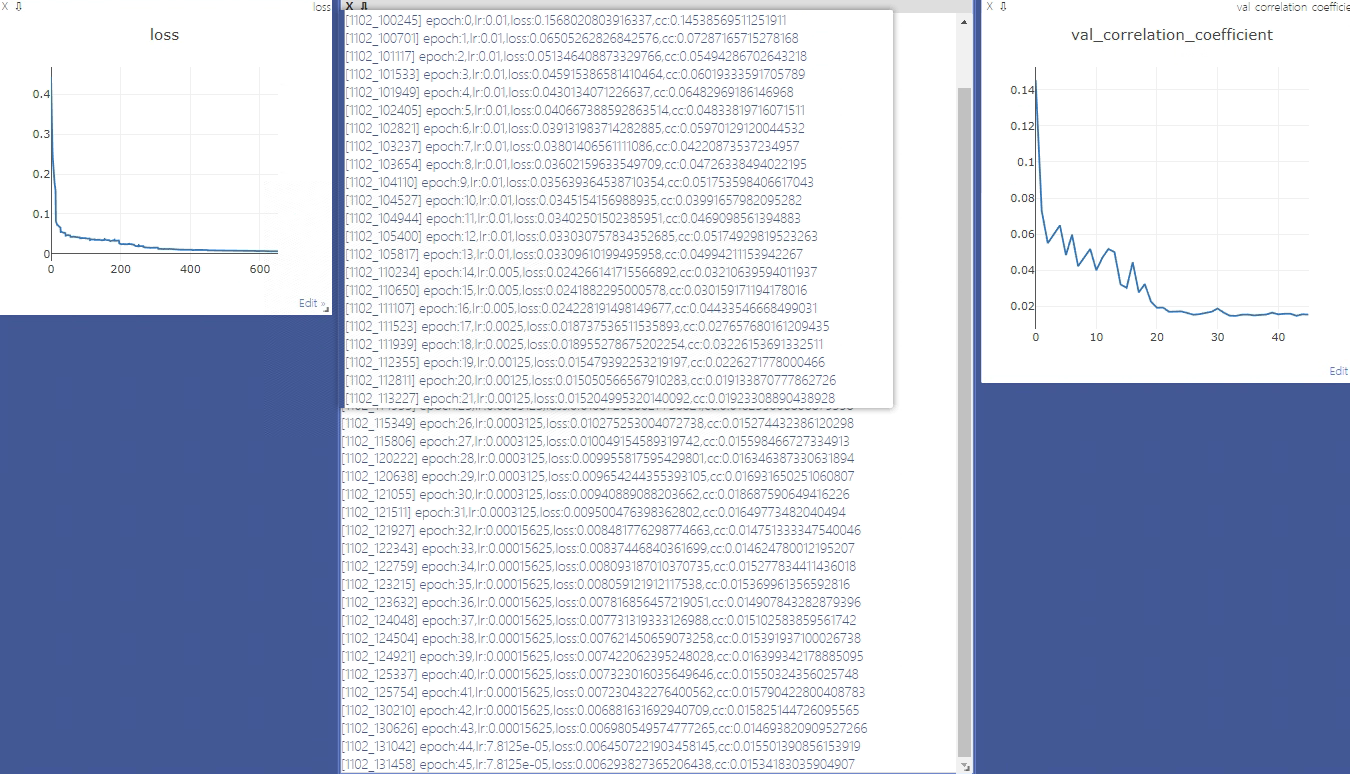 X
loss
loss
0.4
0.3
0.2
0.1
0
0 200 400 600
Edit »
X
[1102_100245] epoch:0,lr:0.01,loss:0.1568020803916337,cc:0.14538569511251911
[1102_100701] epoch:1,lr:0.01,loss:0.06505262826842576,cc:0.07287165715278168
[1102_101117] epoch:2,lr:0.01,loss:0.051346408873329766,cc:0.05494286702643218
[1102_101533] epoch:3,lr:0.01,loss:0.045915386581410464,cc:0.06019333591705789
[1102_101949] epoch:4,lr:0.01,loss:0.0430134071226637,cc:0.06482969186146968
[1102_102405] epoch:5,lr:0.01,loss:0.040667388592863514,cc:0.04833819716071511
[1102_102821] epoch:6,lr:0.01,loss:0.039131983714282885,cc:0.05970129120044532
[1102_103237] epoch:7,lr:0.01,loss:0.03801406561111086,cc:0.04220873537234957
[1102_103654] epoch:8,lr:0.01,loss:0.03602159633549709,cc:0.04726338494022195
[1102_104110] epoch:9,lr:0.01,loss:0.035639364538710354,cc:0.051753598406617043
[1102_104527] epoch:10,lr:0.01,loss:0.0345154156988935,cc:0.03991657982095282
[1102_104944] epoch:11,lr:0.01,loss:0.03402501502385951,cc:0.0469098561394883
[1102_105400] epoch:12,lr:0.01,loss:0.033030757834352685,cc:0.05174929819523263
[1102_105817] epoch:13,lr:0.01,loss:0.03309610199495958,cc:0.04994211153942267
[1102_110234] epoch:14,lr:0.005,loss:0.024266141715566892,cc:0.03210639594011937
[1102_110650] epoch:15,lr:0.005,loss:0.0241882295000578,cc:0.030159171194178016
[1102_111107] epoch:16,lr:0.005,loss:0.024228191498149677,cc:0.04433546668499031
[1102_111523] epoch:17,lr:0.0025,loss:0.018737536511535893,cc:0.027657680161209435
[1102_111939] epoch:18,lr:0.0025,loss:0.018955278675202254,cc:0.03226153691332511
[1102_112355] epoch:19,lr:0.00125,loss:0.015479392253219197,cc:0.0226271778000466
[1102_112811] epoch:20,lr:0.00125,loss:0.015050566567910283,cc:0.019133870777862726
[1102_113227] epoch:21,lr:0.00125,loss:0.015204995320140092,cc:0.01923308890438928
[1102_115349] epoch:26,lr:0.0003125,loss:0.010275253004072738,cc:0.015274432386120298
[1102_115806] epoch:27,lr:0.0003125,loss:0.010049154589319742,cc:0.015598466727334913
[1102_120222] epoch:28,lr:0.0003125,loss:0.009955817595429801,cc:0.016346387330631894
[1102_120638] epoch:29,lr:0.0003125,loss:0.009654244355393105,cc:0.016931650251060807
[1102_121055] epoch:30,lr:0.0003125,loss:0.00940889088203662,cc:0.018687590649416226
[1102_121511] epoch:31,lr:0.0003125,loss:0.009500476398362802,cc:0.01649773482040494
[1102_121927] epoch:32,lr:0.00015625,loss:0.008481776298774663,cc:0.014751333347540046
[1102_122343] epoch:33,lr:0.00015625,loss:0.00837446840361699,cc:0.014624780012195207
[1102_122759] epoch:34,lr:0.00015625,loss:0.008093187010370735,cc:0.015277834411436018
[1102_123215] epoch:35,lr:0.00015625,loss:0.008059121912117538,cc:0.015369961356592816
[1102_123632] epoch:36,lr:0.00015625,loss:0.007816856457219051,cc:0.014907843282879396
[1102_124048] epoch:37,lr:0.00015625,loss:0.007731319333126988,cc:0.015102583859561742
[1102_124504] epoch:38,lr:0.00015625,loss:0.007621450659073258,cc:0.015391937100026738
[1102_124921] epoch:39,lr:0.00015625,loss:0.007422062395248028,cc:0.016399342178885095
[1102_125337] epoch:40,lr:0.00015625,loss:0.007323016035649646,cc:0.01550324356025748
[1102_125754] epoch:41,lr:0.00015625,loss:0.007230432276400562,cc:0.015790422800408783
[1102_130210] epoch:42,lr:0.00015625,loss:0.006881631692940709,cc:0.015825144726095565
[1102_130626] epoch:43,lr:0.00015625,loss:0.006980549574777265,cc:0.014693820909527266
[1102_131042] epoch:44,lr:7.8125e-05,loss:0.006450722190345​8145,cc:0.015501390856153919
[1102_131458] epoch:45,lr:7.8125e-05,loss:0.006293827365206438,cc:0.01534183035904907
X
val correlation coefficie
val_correlation_coefficient
0.14
0.12
0.1
0.08
0.06
0.04
0.02
0 10 20 30 40
Edit